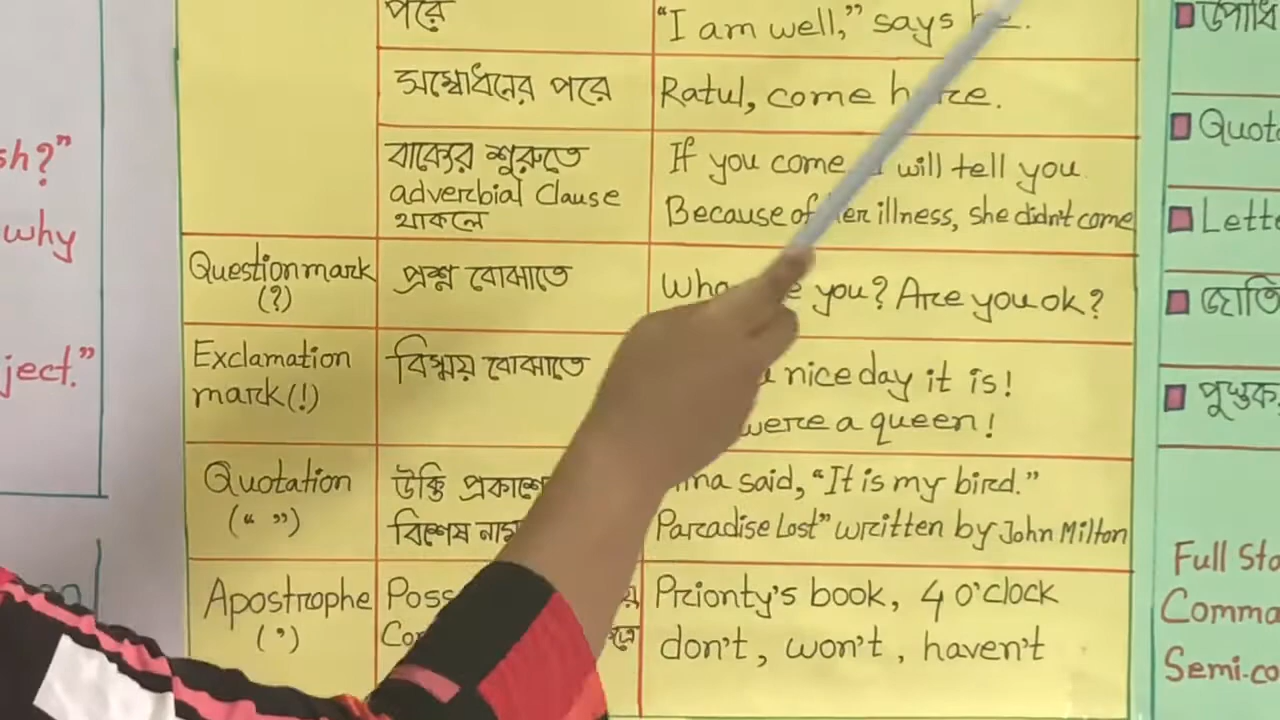 sh?"
why
ject."
পরে
"I am well," says
সম্বোধনের পরে
Ratul, come
বাক্যের শুরুতে
adverbial Clause
থাকলে
If you come will tell you
Because of illness, she didn't come
Question mark
(?)
প্রশ্ন বোঝাতে
you? Are you ok?
Exclamation
mark(!)
বিস্ময় বোঝাতে
nice day it is!
were a queen!
Quotation
(" ")
উক্তি প্রকাশে
বিশেষ
said, "It is my bird."
Paradise Lost" written by John Milton
Apostrophe
(')
Prionty's book, 4 o'clock
don't, won't, haven't
উপাধি
Quot
Lett
জাতি
পুস্তক
Full Sto
Comma
Semi-co